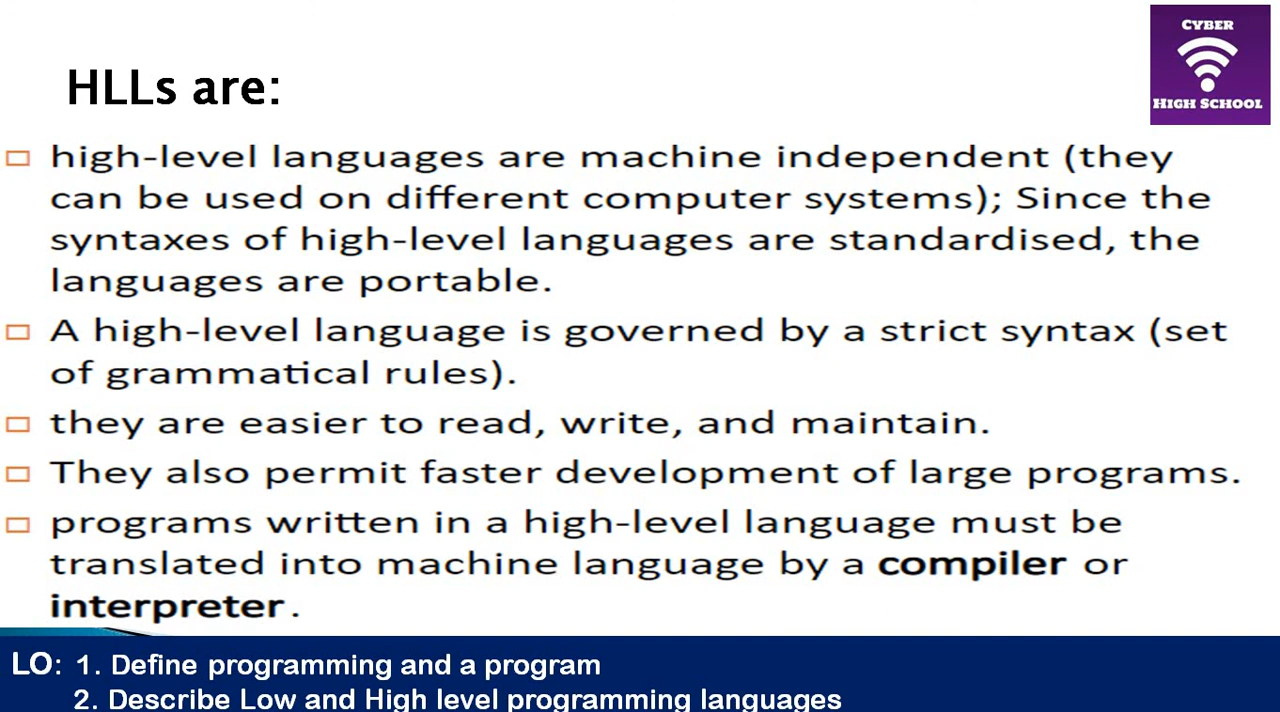 CYBER
HIGH SCHOOL
HLLs are:
high-level languages are machine independent (they
can be used on different computer systems); Since the
syntaxes of high-level languages are standardised, the
languages are portable.
A high-level language is governed by a strict syntax (set
of grammatical rules).
they are easier to read, write, and maintain.
They also permit faster development of large programs.
programs written in a high-level language must be
translated into machine language by a compiler or
interpreter.
LO: 1. Define programming and a program
2. Describe Low and High level programming languages